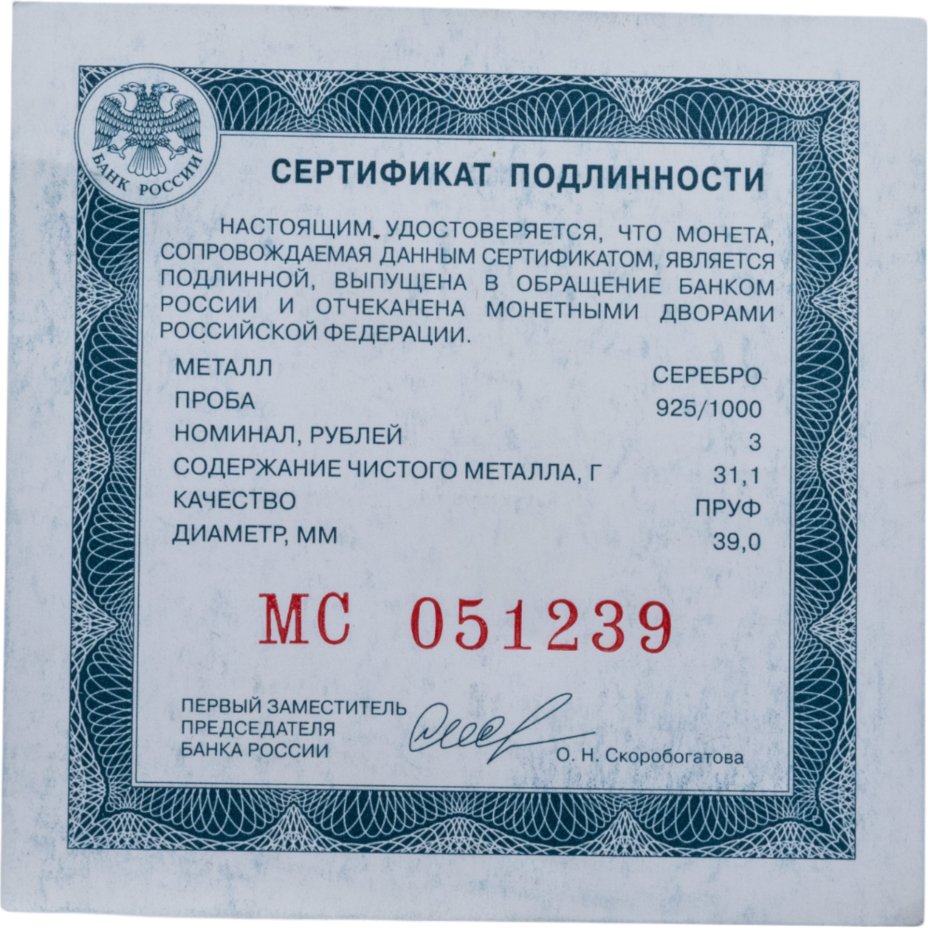 БАНК РОССИИ
СЕРТИФИКАТ ПОДЛИННОСТИ
НАСТОЯЩИМ УДОСТОВЕРЯЕТСЯ, ЧТО МОНЕТА,
СОПРОВОЖДАЕМАЯ ДАННЫМ СЕРТИФИКАТОМ, ЯВЛЯЕТСЯ
ПОДЛИННОЙ, ВЫПУЩЕНА В ОБРАЩЕНИЕ БАНКОМ
РОССИИ И ОТЧЕКАНЕНА МОНЕТНЫМИ ДВОРАМИ
РОССИЙСКОЙ ФЕДЕРАЦИИ.
МЕТАЛЛ СЕРЕБРО
ПРОБА 925/1000
НОМИНАЛ, РУБЛЕЙ 3
СОДЕРЖАНИЕ ЧИСТОГО МЕТАЛЛА, Г 31,1
КАЧЕСТВО ПРУФ
ДИАМЕТР, ММ 39,0
МС 051239
ПЕРВЫЙ ЗАМЕСТИТЕЛЬ
ПРЕДСЕДАТЕЛЯ
БАНКА РОССИИ
О. Н. Скоробогатова